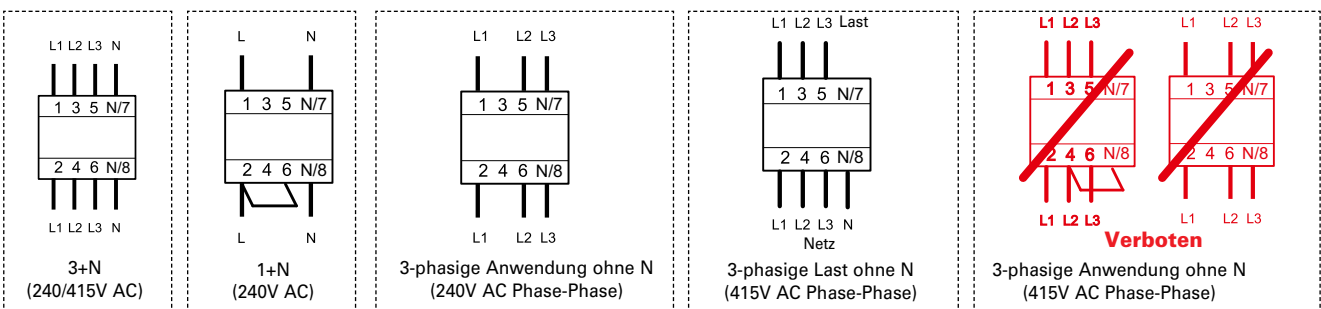 L1 L2 L3 N
1 3 5 N/7
2 4 6 N/8
L1 L2 L3 N
3+N
(240/415V AC)
L N
1 3 5 N/7
2 4 6 N/8
L N
1+N
(240V AC)
L1 L2 L3
1 3 5 N/7
2 4 6 N/8
L1 L2 L3
3-phasige Anwendung ohne N
(240V AC Phase-Phase)
L1 L2 L3 Last
1 3 5 N/7
2 4 6 N/8
L1 L2 L3 N
Netz
3-phasige Last ohne N
(415V AC Phase-Phase)
L1 L2 L3
1 3 5 N/7
2 4 6 N/8
L1 L2 L3
L1 L2 L3
1 3 5 N/7
2 4 6 N/8
L1 L2 L3
Verboten
3-phasige Anwendung ohne N
(415V AC Phase-Phase)